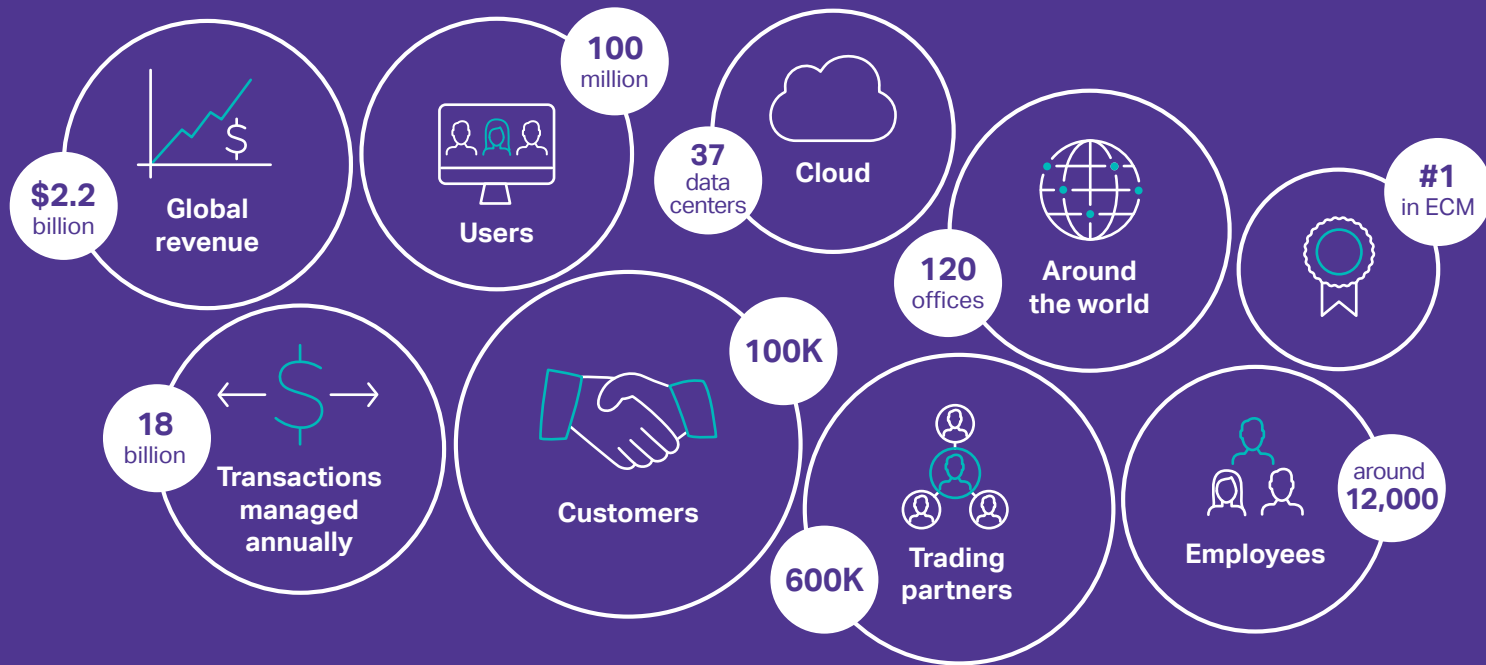 $2.2
billion
Global
revenue
100
million
Users
37
data
centers
Cloud
120
offices
Around
the world
#1
in ECM
18
billion
Transactions
managed
annually
100K
Customers
600K
Trading
partners
around
12,000
Employees